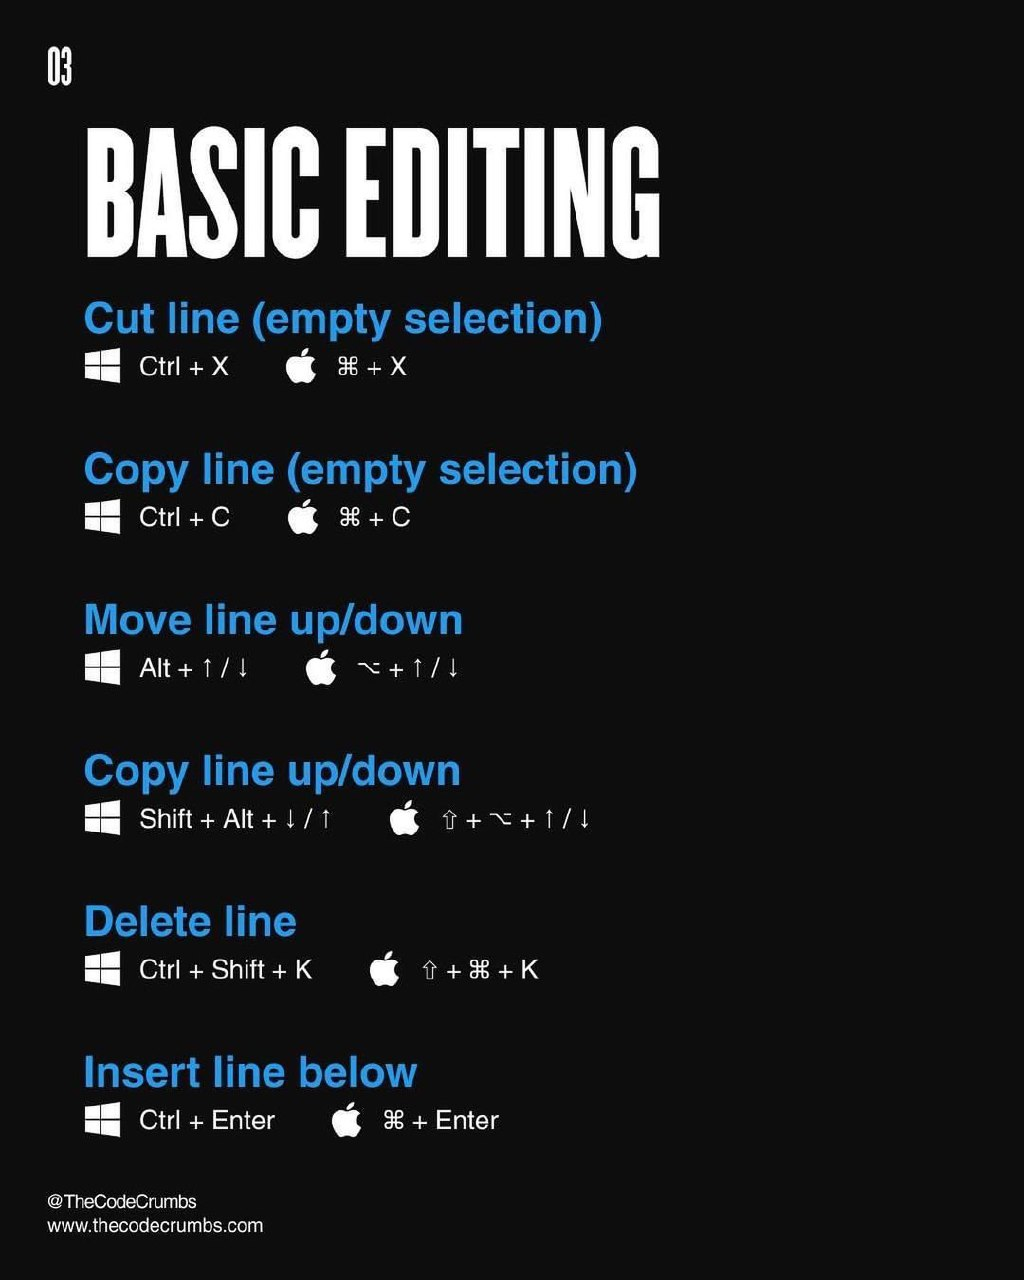 03
BASIC EDITING
Cut line (empty selection)
Ctrl + X ⌘ + X
Copy line (empty selection)
Ctrl + C ⌘ + C
Move line up/down
Alt + ↑ / ↓ ⌥ + ↑ / ↓
Copy line up/down
Shift + Alt + ↓ / ↑ ⇧ + ⌥ + ↑ / ↓
Delete line
Ctrl + Shift + K ⇧ + ⌘ + K
Insert line below
Ctrl + Enter ⌘ + Enter
@TheCodeCrumbs
www.thecodecrumbs.com